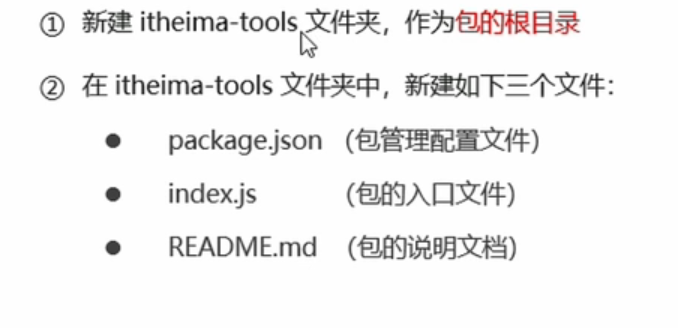 ① 新建 itheima-tools 文件夹，作为包的根目录
② 在 itheima-tools 文件夹中，新建如下三个文件：
● package.json （包管理配置文件）
● index.js （包的入口文件）
● README.md （包的说明文档）